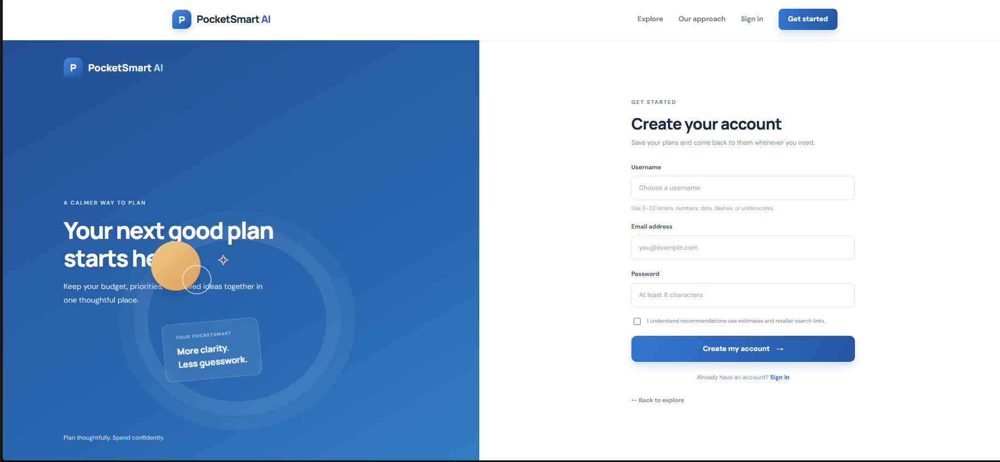 P PocketSmart AI
Explore Our approach Sign in Get started
P PocketSmart AI
A CALMER WAY TO PLAN
Your next good plan
starts
Keep your budget, priorities, ideas together in
one thoughtful place.
YOUR POCKETSMART
More clarity.
Less guesswork.
Plan thoughtfully. Spend confidently.
GET STARTED
Create your account
Save your plans and come back to them whenever you need.
Username
Choose a username
Use 3–32 letters, numbers, dots, dashes, or underscores.
Email address
you@example.com
Password
At least 8 characters
I understand recommendations use estimates and retailer search links.
Create my account →
Already have an account? Sign in
← Back to explore